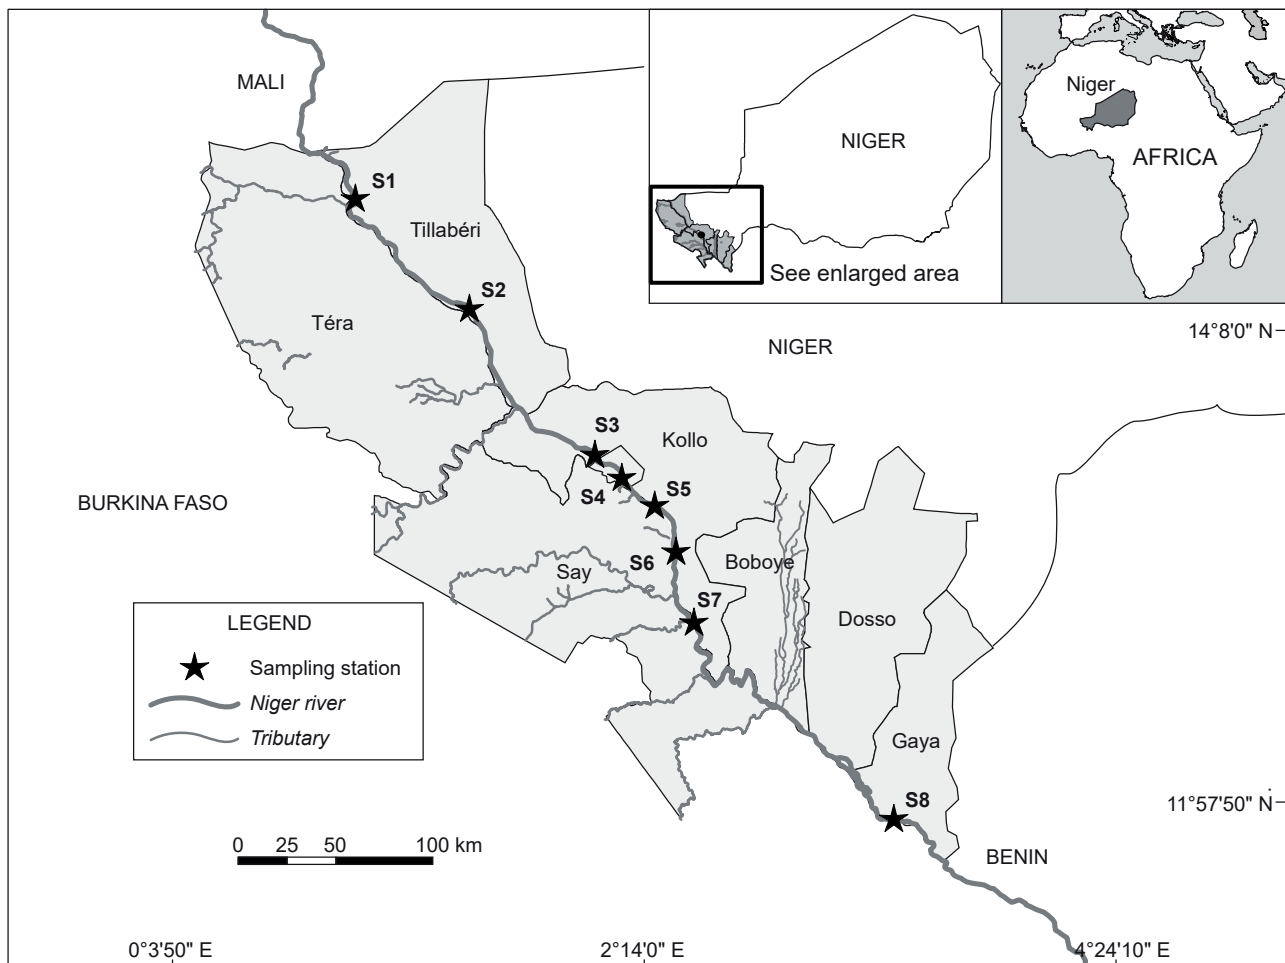 MALI
NIGER
Niger
AFRICA
S1
Tillabéri
See enlarged area
S2
Téra
14°8'0" N
NIGER
S3
Kollo
S4
S5
BURKINA FASO
S6
Boboye
Say
S7
Dosso
LEGEND
Sampling station
Niger river
Tributary
Gaya
S8
11°57'50" N
0 25 50 100 km
BENIN
0°3'50" E
2°14'0" E
4°24'10" E